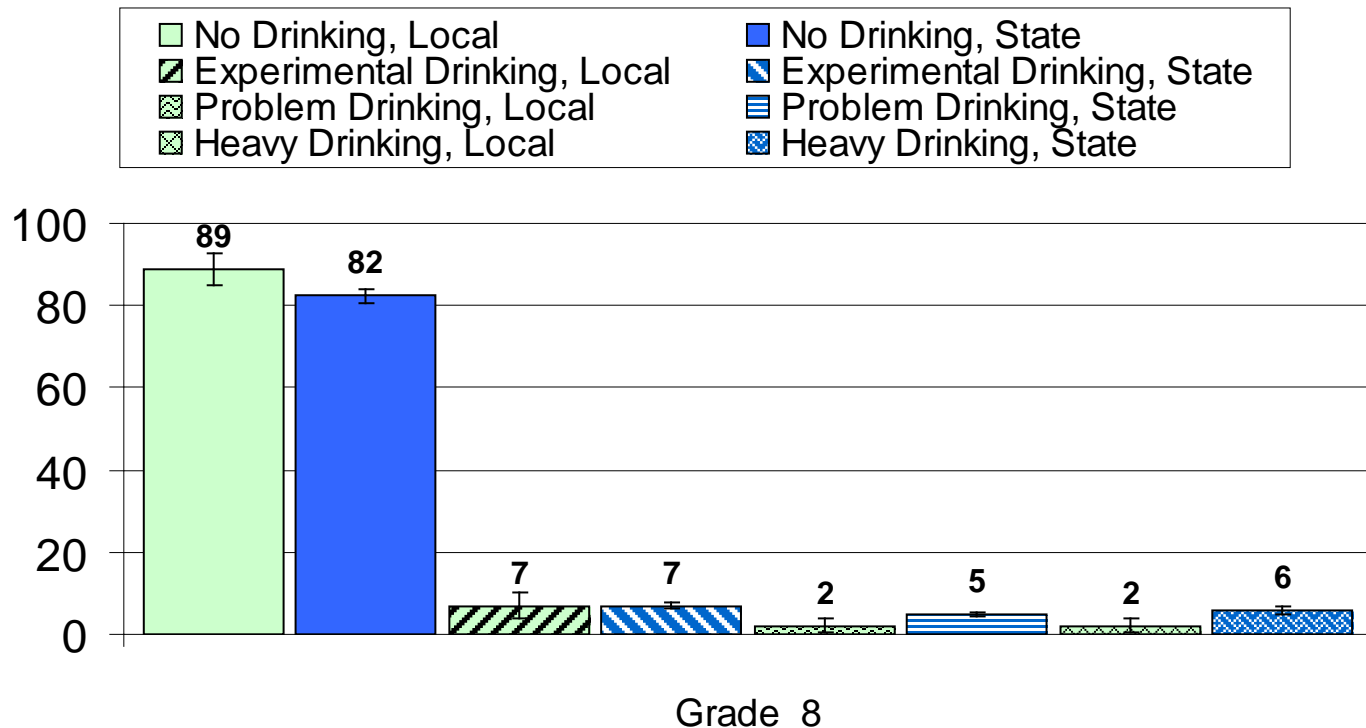 No Drinking, Local No Drinking, State
Experimental Drinking, Local Experimental Drinking, State
Problem Drinking, Local Problem Drinking, State
Heavy Drinking, Local Heavy Drinking, State
100
80
60
40
20
0
89 82 7 7 2 5 2 6
Grade 8